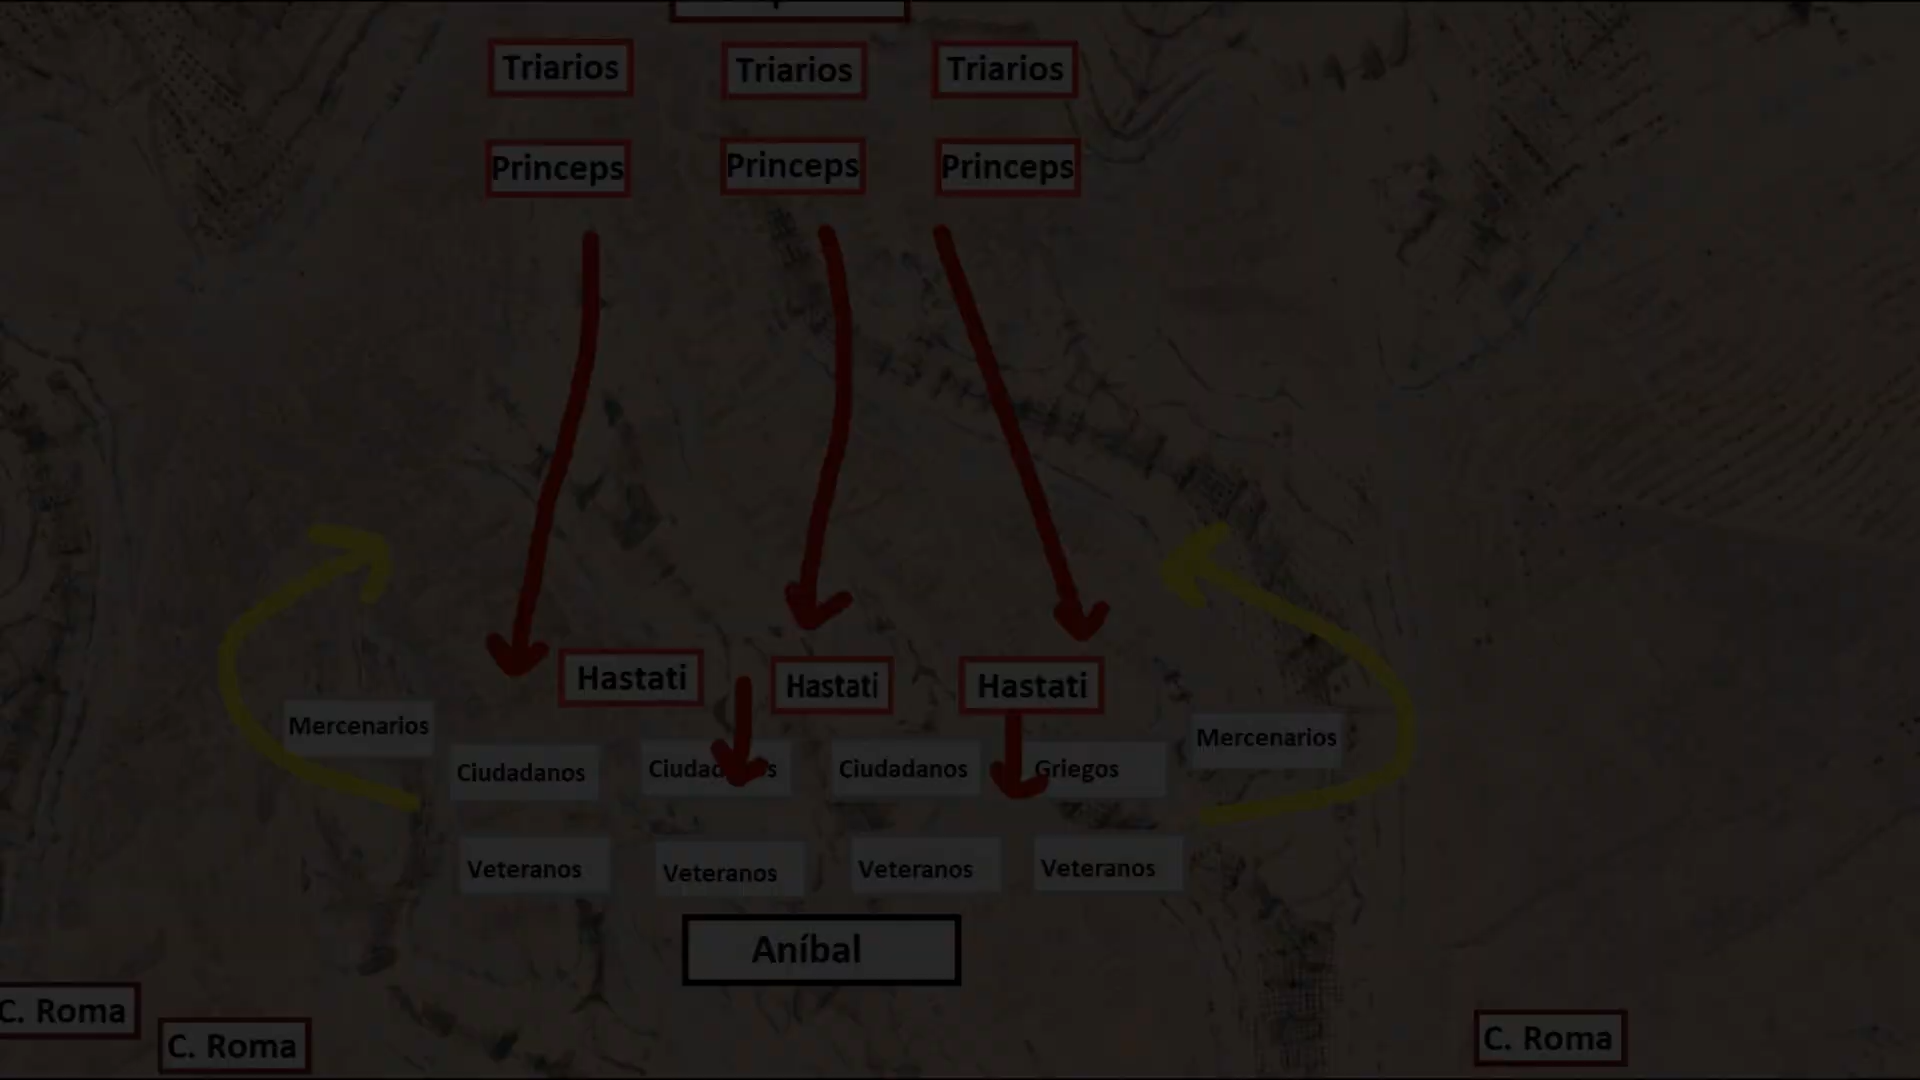 Triarios Triarios Triarios
Princeps Princeps Princeps
Hastati Hastati Hastati
Mercenarios Mercenarios
Ciudadanos Ciudadanos Griegos
Veteranos Veteranos Veteranos Veteranos
Aníbal
C. Roma C. Roma C. Roma